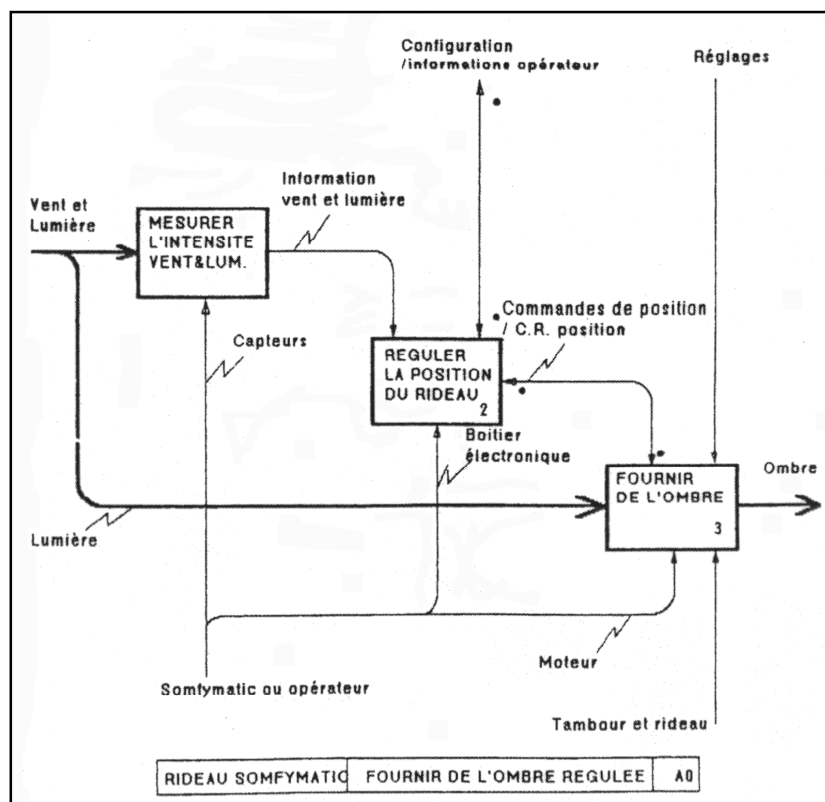 Configuration
/informations opérateur
Réglages
Information
vent et lumière
Vent et
Lumière
MESURER
L'INTENSITE
VENT&LUM.
Commandes de position
/ C.R. position
Capteurs
REGULER
LA POSITION
DU RIDEAU
2
Boitier
électronique
Ombre
FOURNIR
DE L'OMBRE
3
Lumière
Moteur
Somfymatic ou opérateur
Tambour et rideau
RIDEAU SOMFYMATIC FOURNIR DE L'OMBRE REGULEE A0